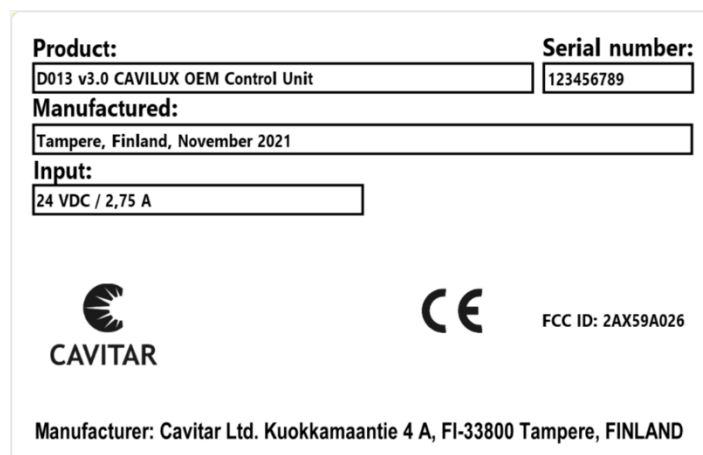 Product: Serial number:
D013 v3.0 CAVILUX OEM Control Unit 123456789
Manufactured:
Tampere, Finland, November 2021
Input:
24 VDC / 2,75 A
CE
FCC ID: 2AX59A026
CAVITAR
Manufacturer: Cavitar Ltd. Kuokkamaantie 4 A, FI-33800 Tampere, FINLAND